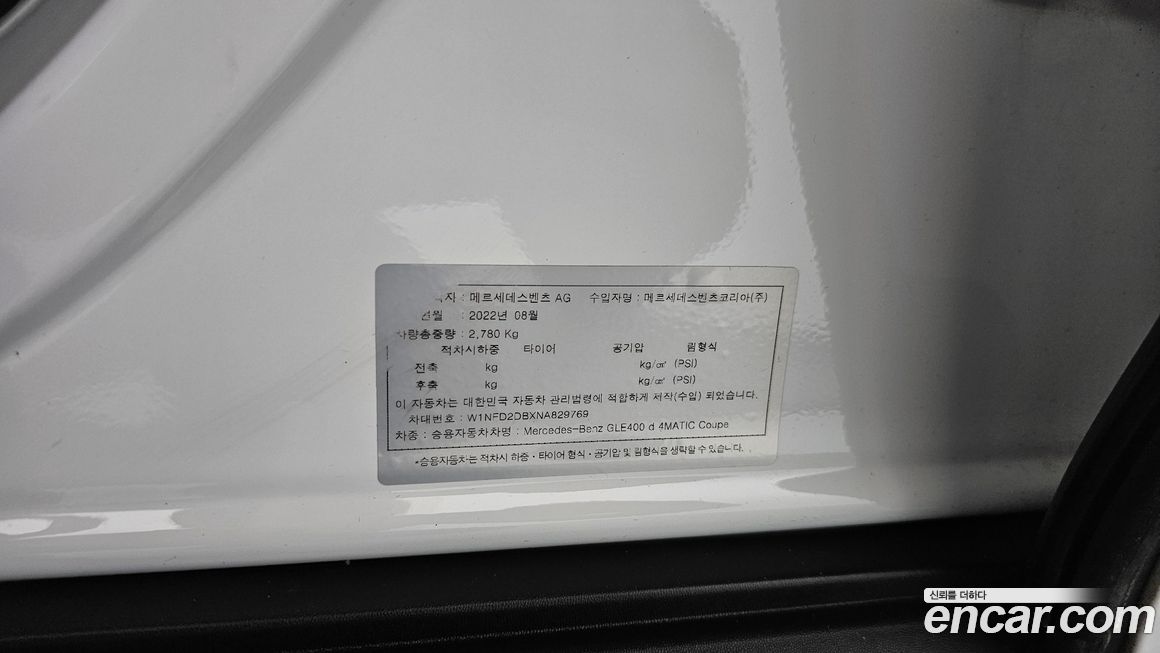 자 : 메르세데스벤츠 AG 수입자명 : 메르세데스벤츠코리아(주)
년월 : 2022년 08월
차량총중량 : 2,780 Kg
적차시하중 타이어 공기압 림형식
전축 kg kg/㎠ (PSI)
후축 kg kg/㎠ (PSI)
이 자동차는 대한민국 자동차 관리법령에 적합하게 저작(수입) 되었습니다.
차대번호 : W1NFD2DBXNA829769
차종 : 승용자동차차명 : Mercedes-Benz GLE400 d 4MATIC Coupe
*승용자동차는 적차시 하중·타이어 형식·공기압 및 림형식을 생략할 수 있습니다.
신뢰를 더하다
encar.com